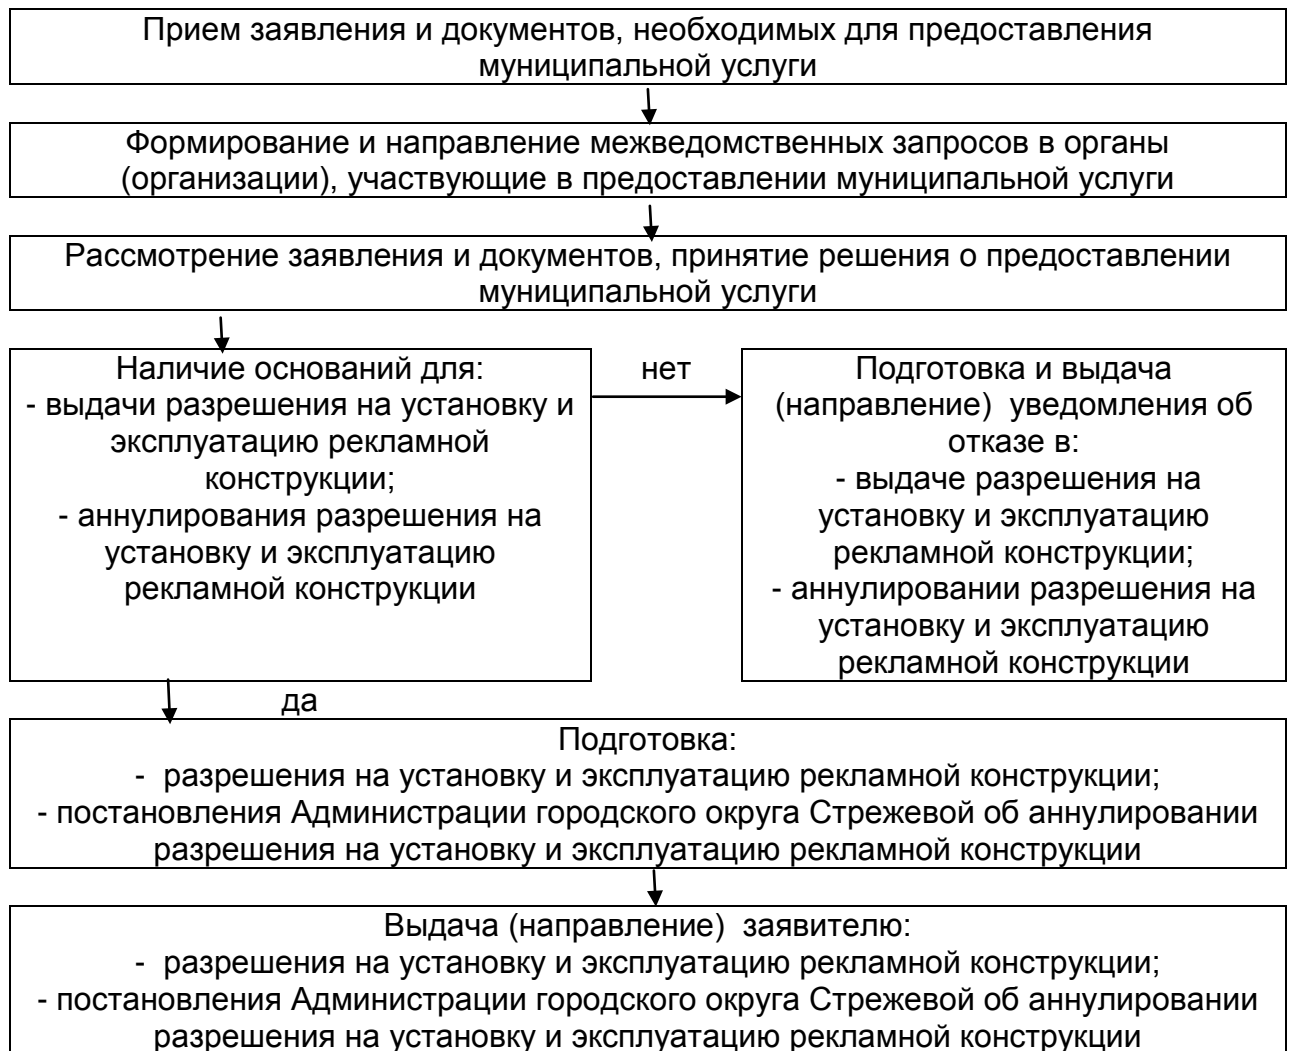 Прием заявления и документов, необходимых для предоставления
муниципальной услуги
Формирование и направление межведомственных запросов в органы
(организации), участвующие в предоставлении муниципальной услуги
Рассмотрение заявления и документов, принятие решения о предоставлении
муниципальной услуги
Наличие оснований для:
- выдачи разрешения на установку и
эксплуатацию рекламной
конструкции;
- аннулирования разрешения на
установку и эксплуатацию
рекламной конструкции
нет
Подготовка и выдача
(направление) уведомления об
отказе в:
- выдаче разрешения на
установку и эксплуатацию
рекламной конструкции;
- аннулировании разрешения на
установку и эксплуатацию
рекламной конструкции
да
Подготовка:
- разрешения на установку и эксплуатацию рекламной конструкции;
- постановления Администрации городского округа Стрежевой об аннулировании
разрешения на установку и эксплуатацию рекламной конструкции
Выдача (направление) заявителю:
- разрешения на установку и эксплуатацию рекламной конструкции;
- постановления Администрации городского округа Стрежевой об аннулировании
разрешения на установку и эксплуатацию рекламной конструкции